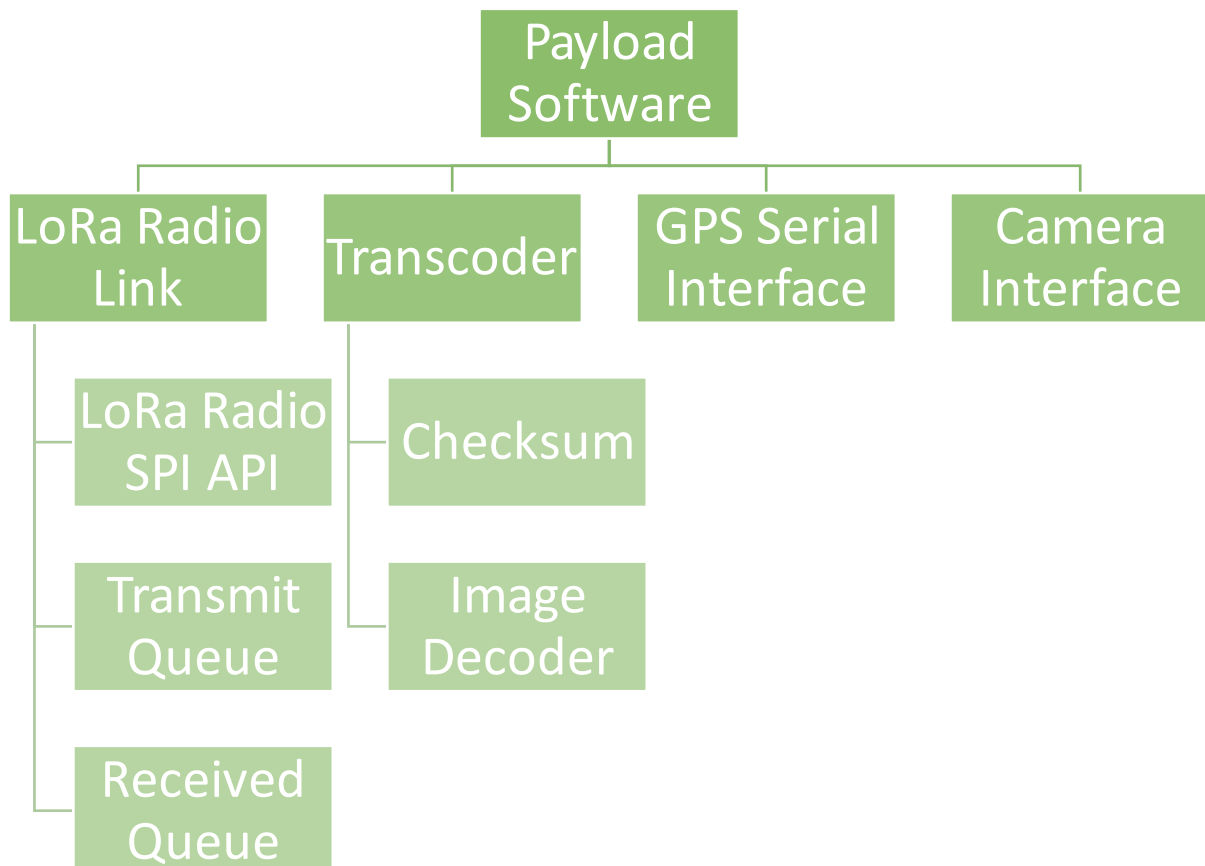 Payload
Software
LoRa Radio
Link
Transcoder
GPS Serial
Interface
Camera
Interface
LoRa Radio
SPI API
Checksum
Transmit
Queue
Image
Decoder
Received
Queue